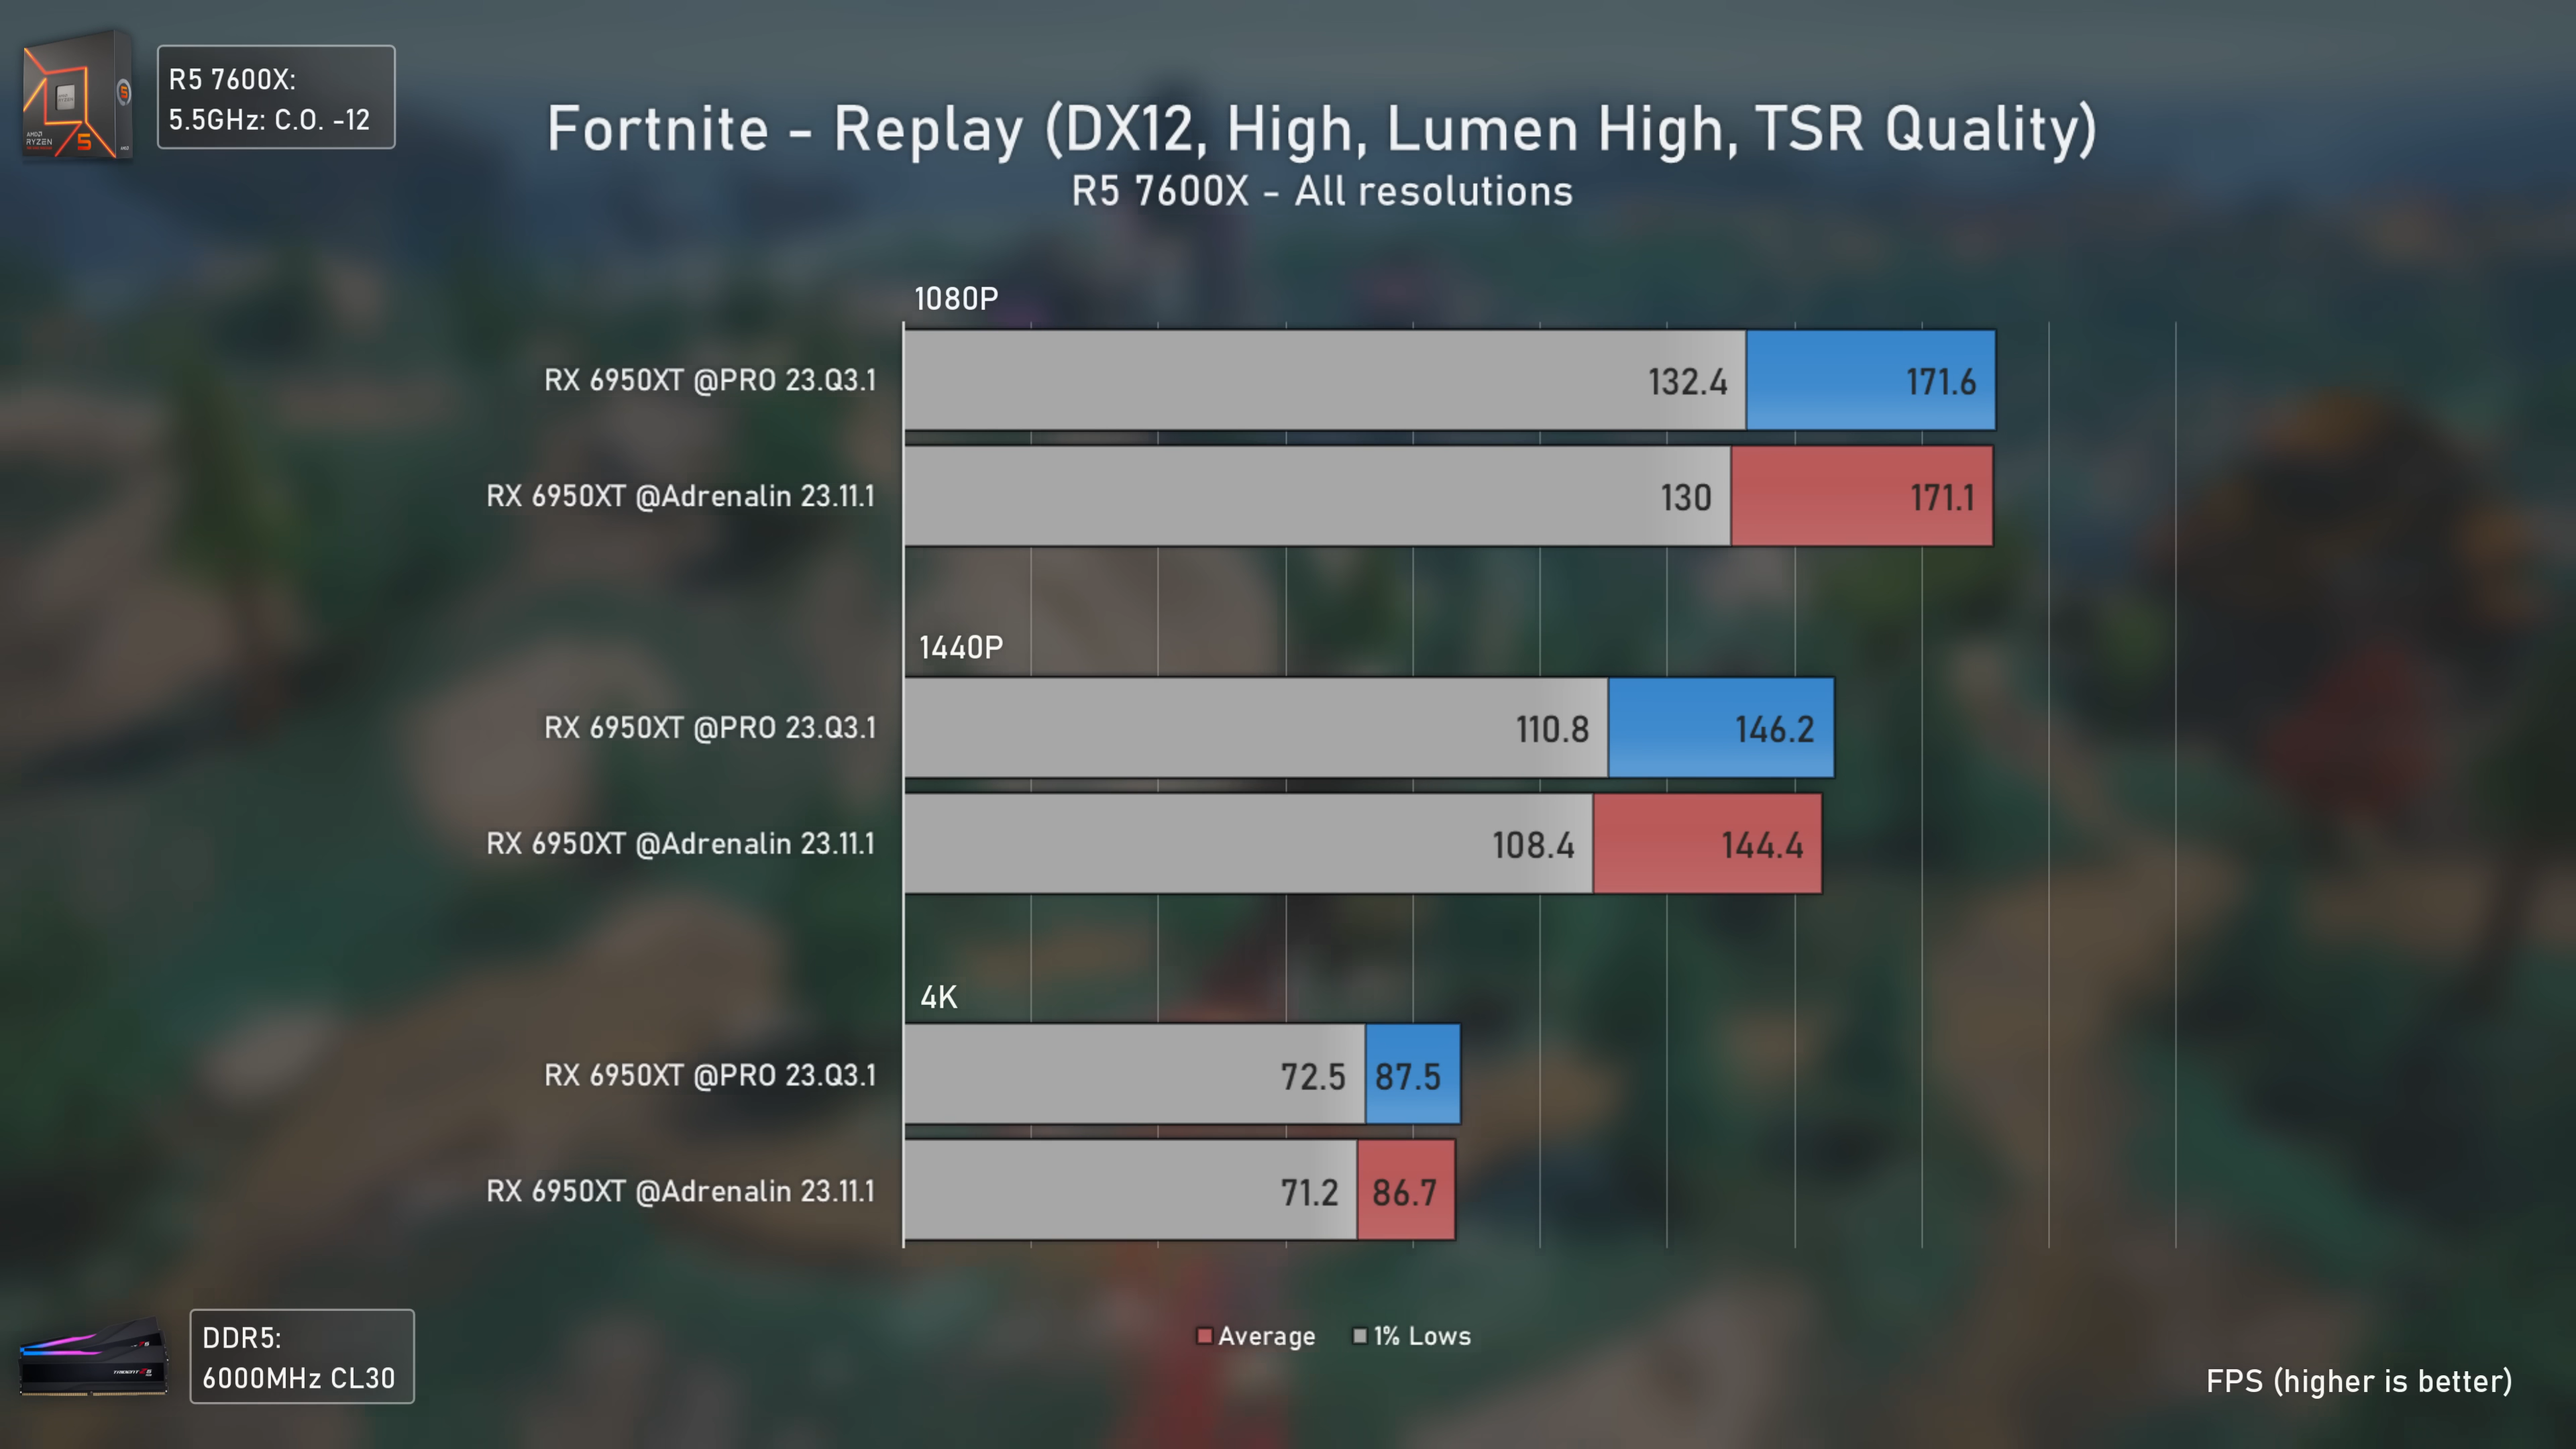 R5 7600X:
5.5GHz: C.O. -12
AMD
RYZEN
5
5
Fortnite - Replay (DX12, High, Lumen High, TSR Quality)
R5 7600X - All resolutions
1080P
RX 6950XT @PRO 23.Q3.1
132.4
171.6
RX 6950XT @Adrenalin 23.11.1
130
171.1
1440P
RX 6950XT @PRO 23.Q3.1
110.8
146.2
RX 6950XT @Adrenalin 23.11.1
108.4
144.4
4K
RX 6950XT @PRO 23.Q3.1
72.5
87.5
RX 6950XT @Adrenalin 23.11.1
71.2
86.7
Average
1% Lows
DDR5:
6000MHz CL30
FPS (higher is better)